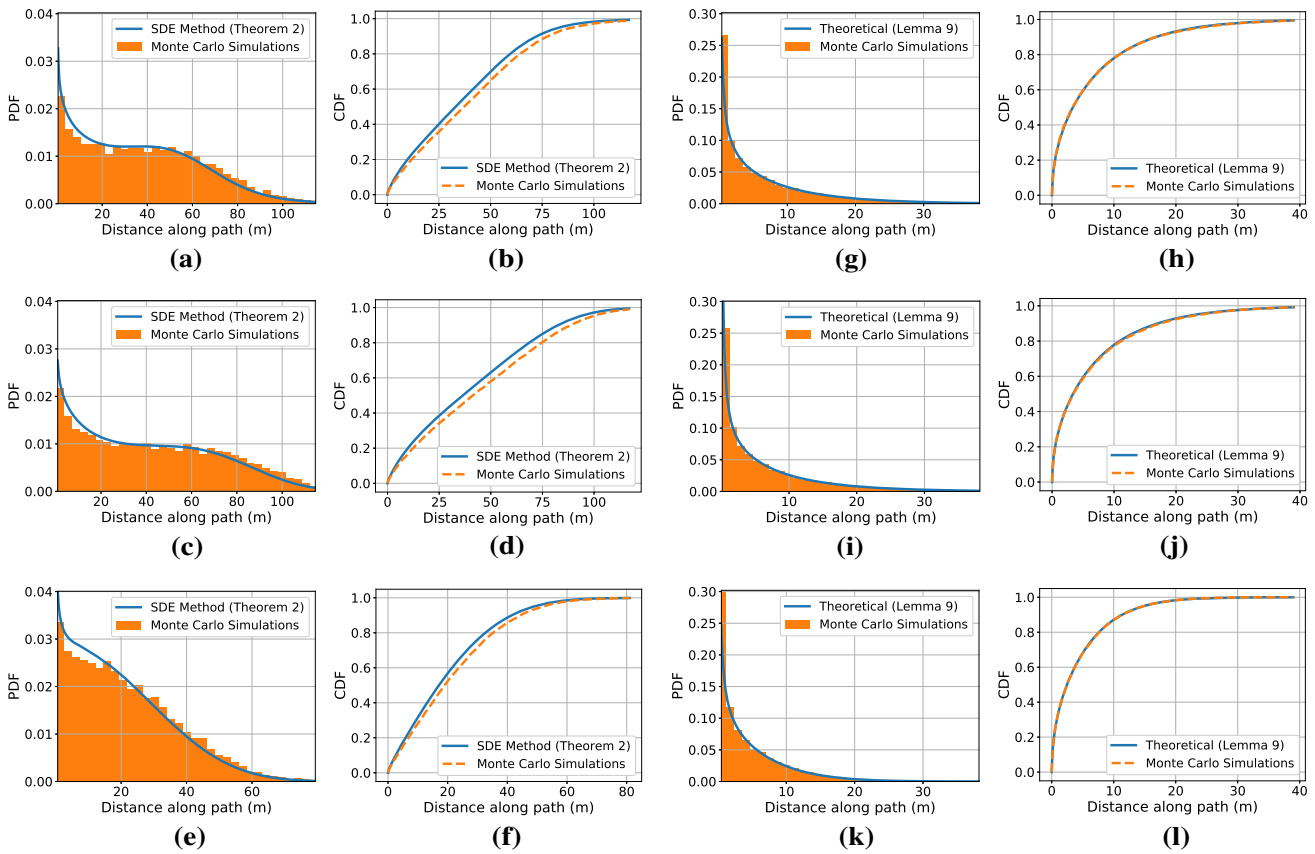 0.04
0.03
0.02
0.01
0.00
PDF
SDE Method (Theorem 2)
Monte Carlo Simulations
20 40 60 80 100
Distance along path (m)
(a)
1.0
0.8
0.6
0.4
0.2
0.0
CDF
SDE Method (Theorem 2)
Monte Carlo Simulations
0 25 50 75 100
Distance along path (m)
(b)
0.30
0.25
0.20
0.15
0.10
0.05
0.00
PDF
Theoretical (Lemma 9)
Monte Carlo Simulations
10 20 30
Distance along path (m)
(g)
1.0
0.8
0.6
0.4
0.2
0.0
CDF
Theoretical (Lemma 9)
Monte Carlo Simulations
0 10 20 30 40
Distance along path (m)
(h)
0.04
0.03
0.02
0.01
0.00
PDF
SDE Method (Theorem 2)
Monte Carlo Simulations
20 40 60 80 100
Distance along path (m)
(c)
1.0
0.8
0.6
0.4
0.2
0.0
CDF
SDE Method (Theorem 2)
Monte Carlo Simulations
0 25 50 75 100
Distance along path (m)
(d)
0.30
0.25
0.20
0.15
0.10
0.05
0.00
PDF
Theoretical (Lemma 9)
Monte Carlo Simulations
10 20 30
Distance along path (m)
(i)
1.0
0.8
0.6
0.4
0.2
0.0
CDF
Theoretical (Lemma 9)
Monte Carlo Simulations
0 10 20 30 40
Distance along path (m)
(j)
0.04
0.03
0.02
0.01
0.00
PDF
SDE Method (Theorem 2)
Monte Carlo Simulations
20 40 60
Distance along path (m)
(e)
1.0
0.8
0.6
0.4
0.2
0.0
CDF
SDE Method (Theorem 2)
Monte Carlo Simulations
0 20 40 60 80
Distance along path (m)
(f)
0.30
0.25
0.20
0.15
0.10
0.05
0.00
PDF
Theoretical (Lemma 9)
Monte Carlo Simulations
10 20 30
Distance along path (m)
(k)
1.0
0.8
0.6
0.4
0.2
0.0
CDF
Theoretical (Lemma 9)
Monte Carlo Simulations
0 10 20 30 40
Distance along path (m)
(l)